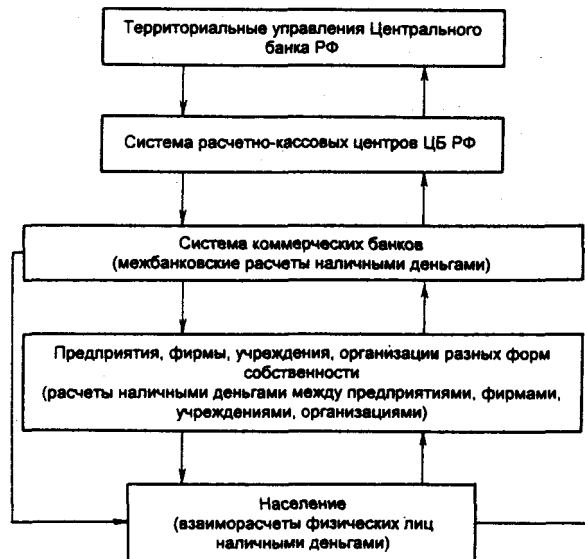 Территориальные управления Центрального
банка РФ
Система расчетно-кассовых центров ЦБ РФ
Система коммерческих банков
(межбанковские расчеты наличными деньгами)
Предприятия, фирмы, учреждения, организации разных форм
собственности
(расчеты наличными деньгами между предприятиями, фирмами,
учреждениями, организациями)
Население
(взаиморасчеты физических лиц
наличными деньгами)